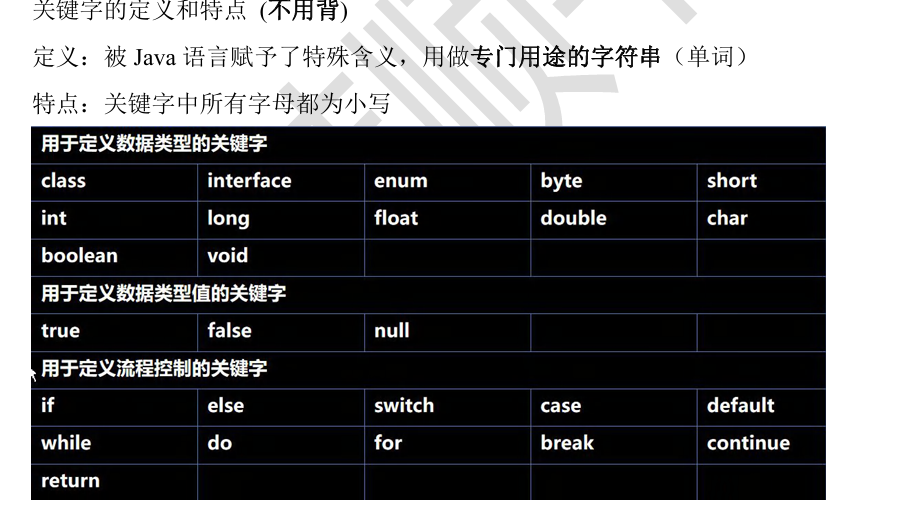 关键字的定义和特点 (不用背)
定义：被 Java 语言赋予了特殊含义，用做专门用途的字符串（单词）
特点：关键字中所有字母都为小写
用于定义数据类型的关键字
class interface enum byte short
int long float double char
boolean void
用于定义数据类型值的关键字
true false null
用于定义流程控制的关键字
if else switch case default
while do for break continue
return